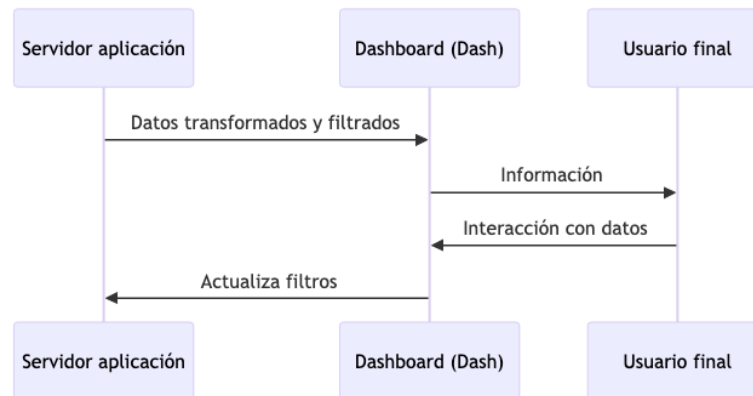 Servidor aplicación
Dashboard (Dash)
Usuario final
Datos transformados y filtrados
Información
Interacción con datos
Actualiza filtros
Servidor aplicación
Dashboard (Dash)
Usuario final